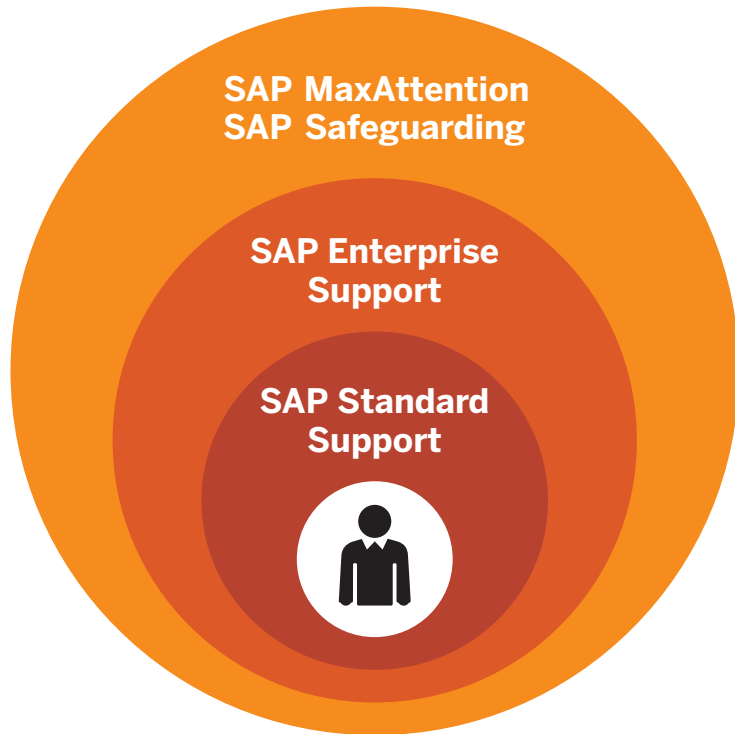 SAP MaxAttention
SAP Safeguarding
SAP Enterprise
Support
SAP Standard
Support